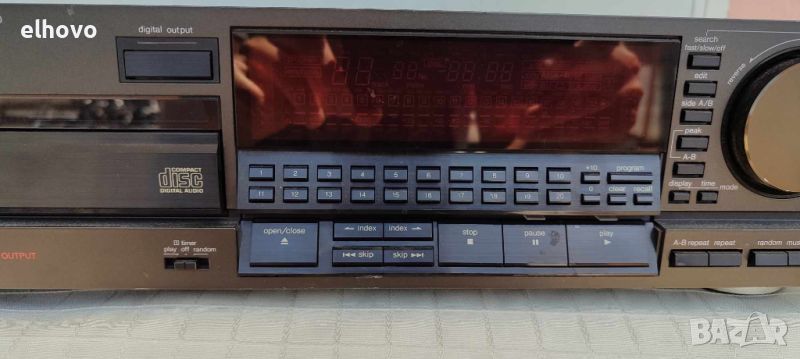 elhovo
digital output
search
fast/slow/off
reverse
edit
side A/B
peak
A-B
display time mode
COMPACT
disc
DIGITAL AUDIO
1 2 3 4 5 6 7 8 9 10 +10 program
11 12 13 14 15 16 17 18 19 20 0 clear recall
open/close
index index
skip skip
stop
pause
play
OUTPUT
timer
play off random
A-B repeat repeat
random
BAZAR